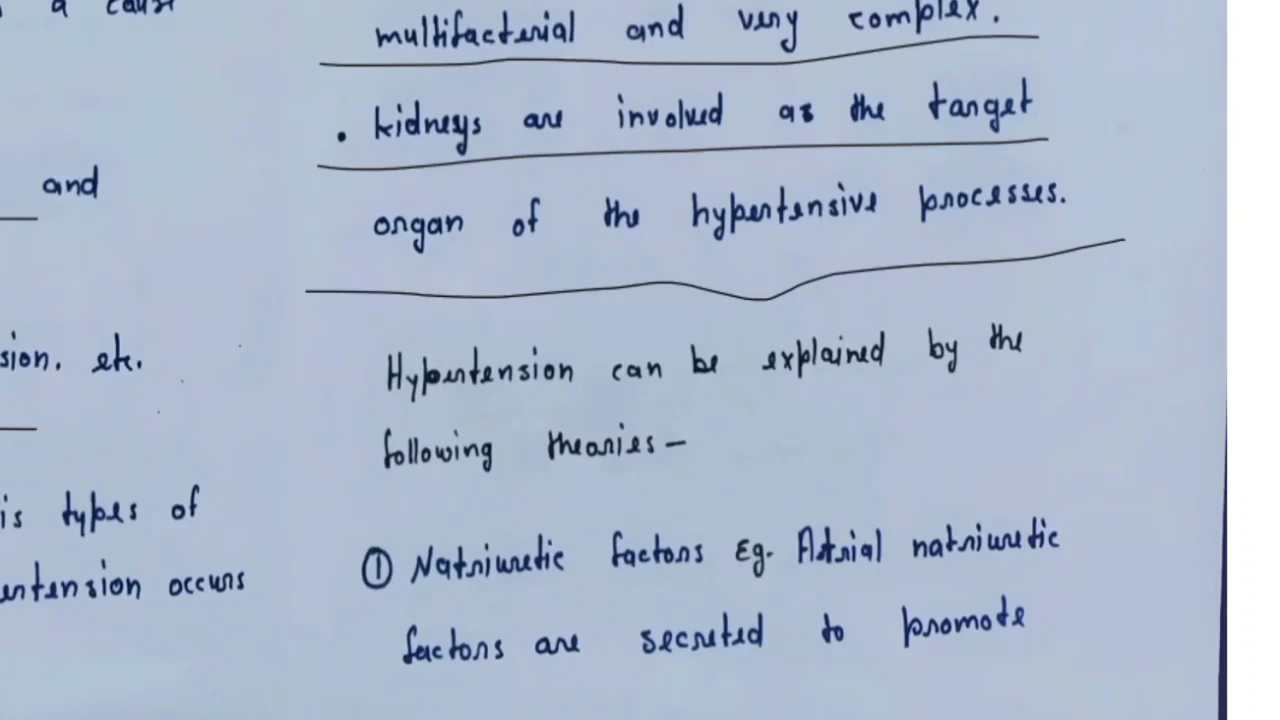 a cause
and
sion. etc.
is types of
entension occurs
multifactorial and very complex.
• kidneys are involved as the target
organ of the hypertensive processes.
Hypertension can be explained by the
following theories -
① Natriuretic factors Eg. Atrial natriuretic
factors are secreted to promote